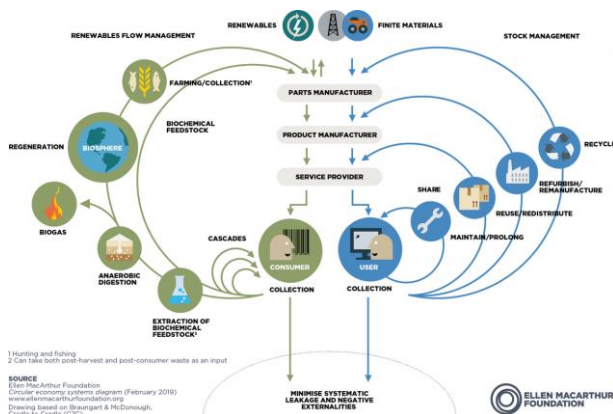 RENEWABLES
FINITE MATERIALS
RENEWABLES FLOW MANAGEMENT
STOCK MANAGEMENT
FARMING/COLLECTION¹
PARTS MANUFACTURER
BIOCHEMICAL
FEEDSTOCK
PRODUCT MANUFACTURER
REGENERATION
BIOSPHERE
RECYCLE
SERVICE PROVIDER
REFURBISH/
REMANUFACTURE
SHARE
REUSE/REDISTRIBUTE
BIOGAS
CASCADES
MAINTAIN/PROLONG
CONSUMER
USER
ANAEROBIC
DIGESTION
COLLECTION
COLLECTION
EXTRACTION OF
BIOCHEMICAL
FEEDSTOCK²
1 Hunting and fishing
2 Can take both post-harvest and post-consumer waste as an input
SOURCE
Ellen MacArthur Foundation
Circular economy systems diagram (February 2019)
www.ellenmacarthurfoundation.org
Drawing based on Braungart & McDonough,
Cradle to Cradle (C2C)
MINIMISE SYSTEMATIC
LEAKAGE AND NEGATIVE
EXTERNALITIES
ELLEN MACARTHUR
FOUNDATION